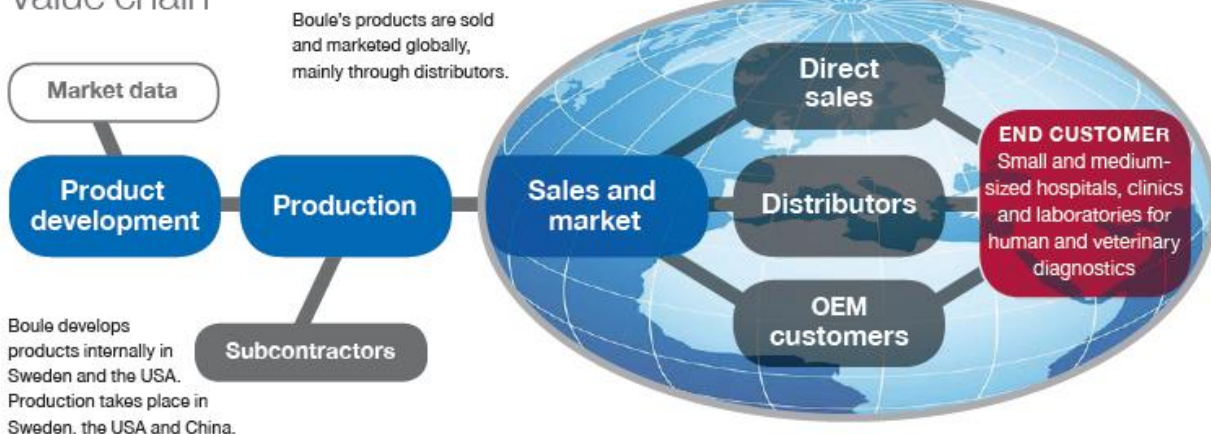 Value chain
Boule's products are sold
and marketed globally,
mainly through distributors.
Market data
Product
development
Production
Sales and
market
Direct
sales
Distributors
OEM
customers
END CUSTOMER
Small and medium-
sized hospitals, clinics
and laboratories for
human and veterinary
diagnostics
Subcontractors
Boule develops
products internally in
Sweden and the USA.
Production takes place in
Sweden, the USA and China.